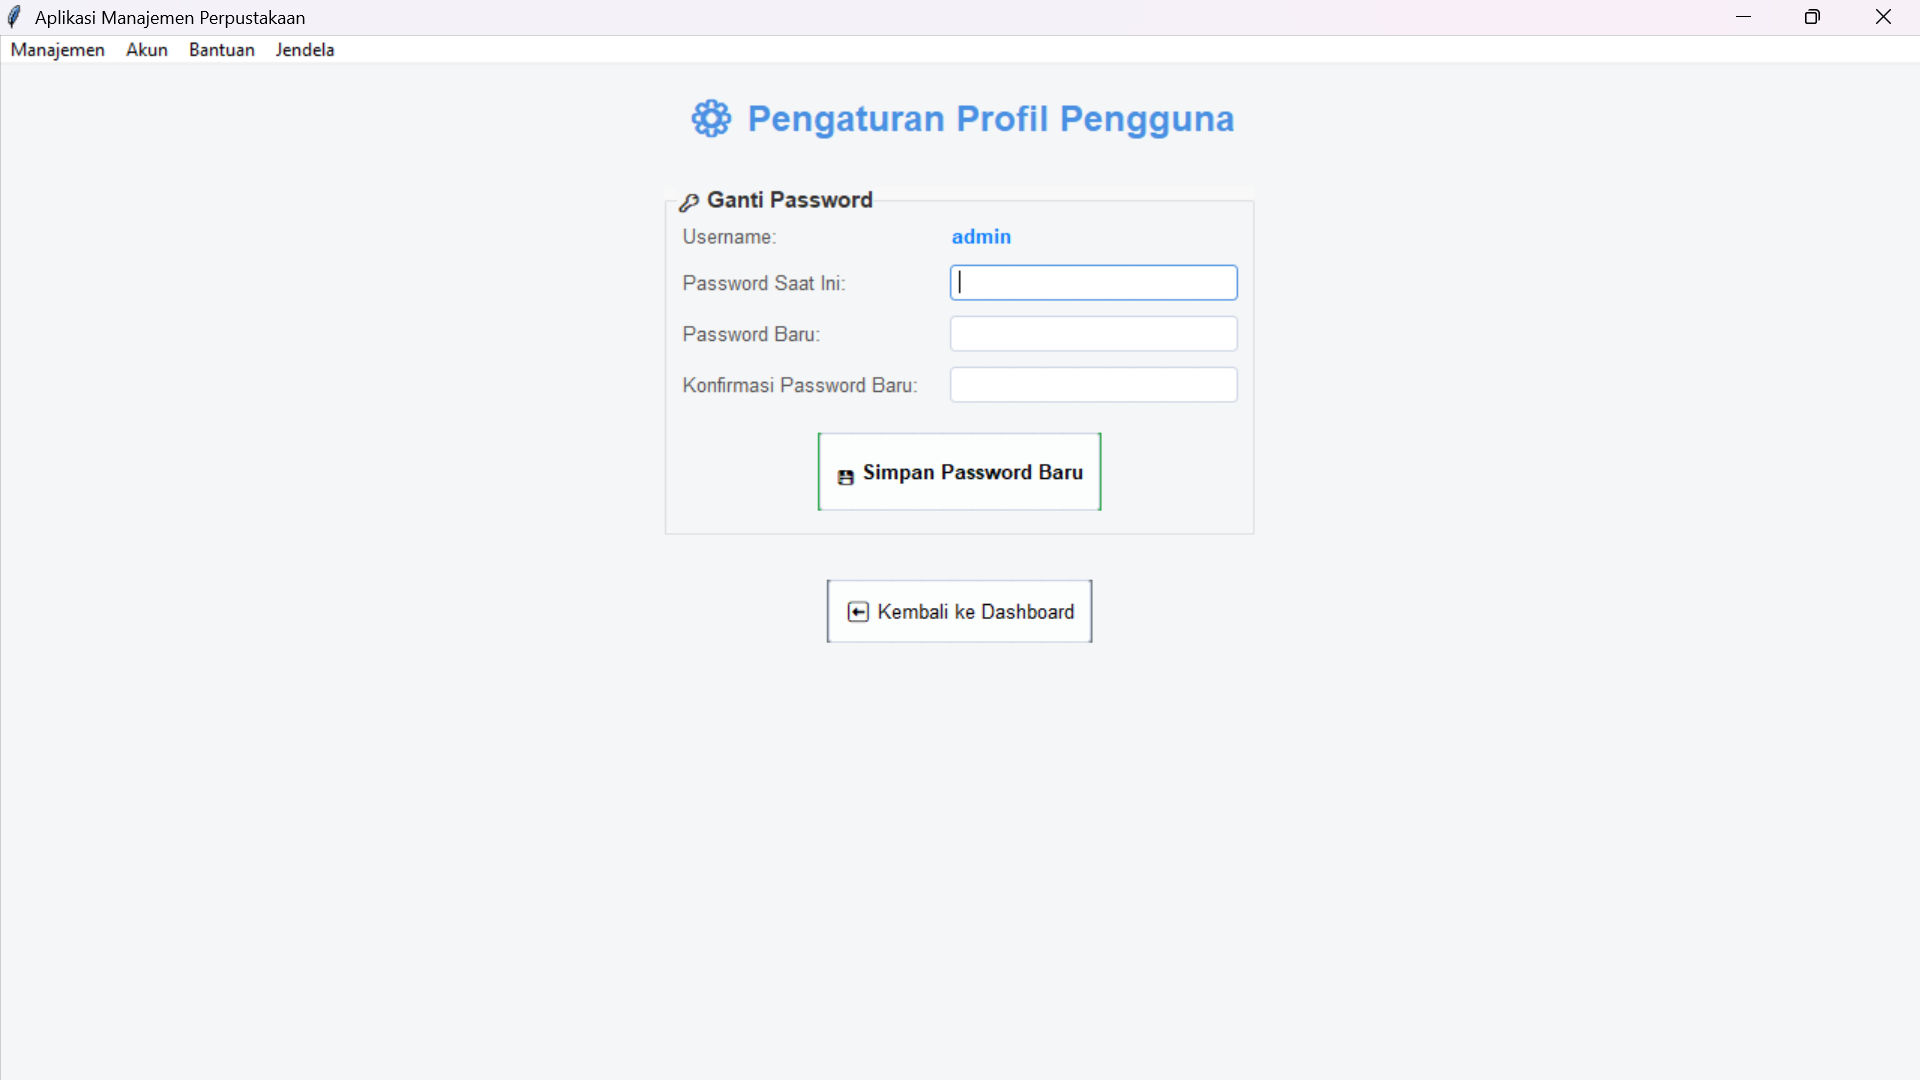 Aplikasi Manajemen Perpustakaan
Manajemen Akun Bantuan Jendela
Pengaturan Profil Pengguna
Ganti Password
Username: admin
Password Saat Ini:
Password Baru:
Konfirmasi Password Baru:
Simpan Password Baru
Kembali ke Dashboard